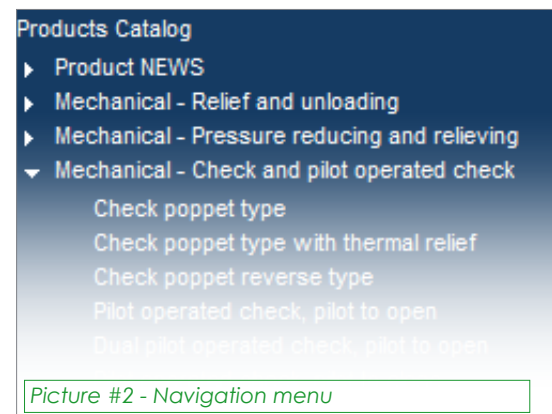 Products Catalog
Product NEWS
Mechanical - Relief and unloading
Mechanical - Pressure reducing and relieving
Mechanical - Check and pilot operated check
Check poppet type
Check poppet type with thermal relief
Check poppet reverse type
Pilot operated check, pilot to open
Dual pilot operated check, pilot to open
Picture #2 - Navigation menu